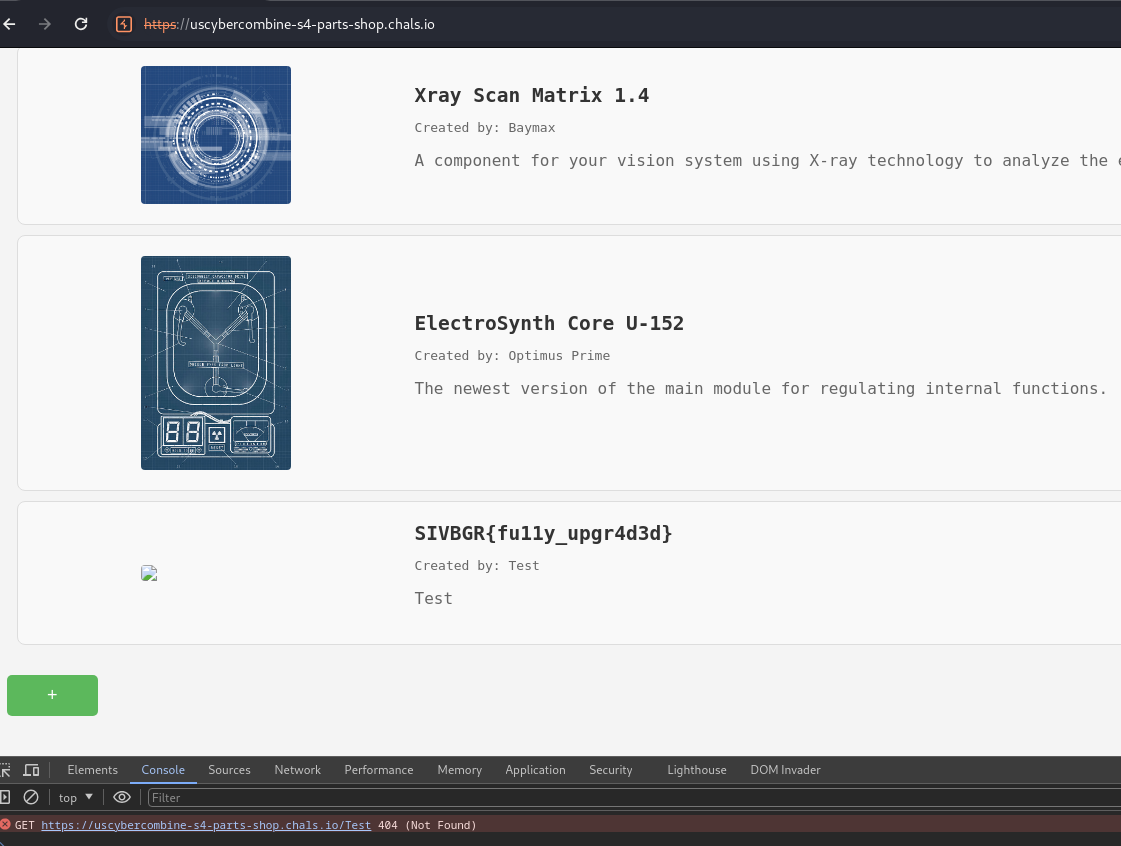 https://uscybercombine-s4-parts-shop.chals.io
Xray Scan Matrix 1.4
Created by: Baymax
A component for your vision system using X-ray technology to analyze the
ElectroSynth Core U-152
Created by: Optimus Prime
The newest version of the main module for regulating internal functions.
SIVBGR{fu11y_upgr4d3d}
Created by: Test
Test
+
Elements Console Sources Network Performance Memory Application Security Lighthouse DOM Invader
top Filter
GET https://uscybercombine-s4-parts-shop.chals.io/Test 404 (Not Found)